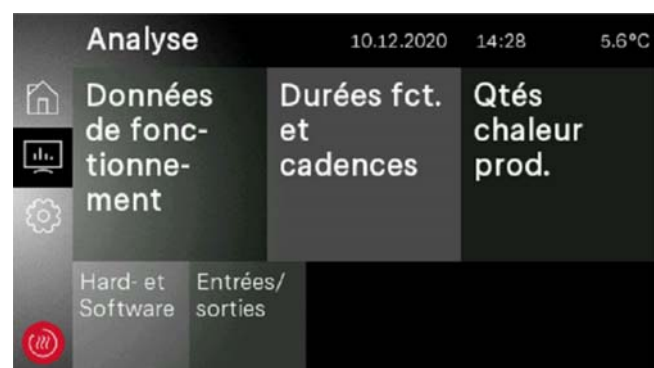 Analyse 10.12.2020 14:28 5.6°C
Données
de fonc-
tionne-
ment
Durées fct.
et
cadences
Qtés
chaleur
prod.
Hard- et
Software
Entrées/
sorties